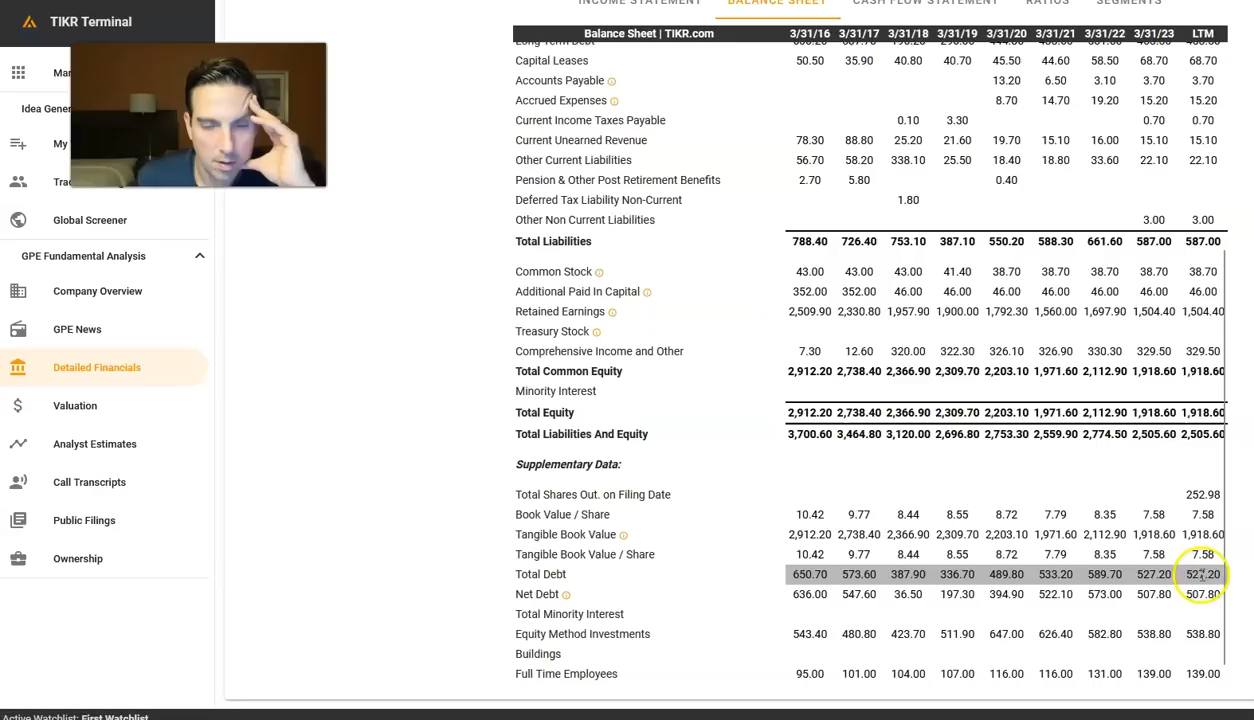 TIKR Terminal
INCOME STATEMENT BALANCE SHEET CASH FLOW STATEMENT RATIOS SEGMENTS
Balance Sheet | TIKR.com 3/31/16 3/31/17 3/31/18 3/31/19 3/31/20 3/31/21 3/31/22 3/31/23 LTM
Long-Term Debt
Capital Leases 50.50 35.90 40.80 40.70 45.50 44.60 58.50 68.70 68.70
Accounts Payable 13.20 6.50 3.10 3.70 3.70
Accrued Expenses 8.70 14.70 19.20 15.20 15.20
Current Income Taxes Payable 0.10 3.30 0.70 0.70
Current Unearned Revenue 78.30 88.80 25.20 21.60 19.70 15.10 16.00 15.10 15.10
Other Current Liabilities 56.70 58.20 338.10 25.50 18.40 18.80 33.60 22.10 22.10
Pension & Other Post Retirement Benefits 2.70 5.80 0.40
Deferred Tax Liability Non-Current 1.80
Other Non Current Liabilities 3.00 3.00
Total Liabilities 788.40 726.40 753.10 387.10 550.20 588.30 661.60 587.00 587.00
Common Stock 43.00 43.00 43.00 41.40 38.70 38.70 38.70 38.70 38.70
Additional Paid In Capital 352.00 352.00 46.00 46.00 46.00 46.00 46.00 46.00 46.00
Retained Earnings 2,509.90 2,330.80 1,957.90 1,900.00 1,792.30 1,560.00 1,697.90 1,504.40 1,504.40
Treasury Stock
Comprehensive Income and Other 7.30 12.60 320.00 322.30 326.10 326.90 330.30 329.50 329.50
Total Common Equity 2,912.20 2,738.40 2,366.90 2,309.70 2,203.10 1,971.60 2,112.90 1,918.60 1,918.60
Minority Interest
Total Equity 2,912.20 2,738.40 2,366.90 2,309.70 2,203.10 1,971.60 2,112.90 1,918.60 1,918.60
Total Liabilities And Equity 3,700.60 3,464.80 3,120.00 2,696.80 2,753.30 2,559.90 2,774.50 2,505.60 2,505.60
Supplementary Data:
Total Shares Out. on Filing Date 252.98
Book Value / Share 10.42 9.77 8.44 8.55 8.72 7.79 8.35 7.58 7.58
Tangible Book Value 2,912.20 2,738.40 2,366.90 2,309.70 2,203.10 1,971.60 2,112.90 1,918.60 1,918.60
Tangible Book Value / Share 10.42 9.77 8.44 8.55 8.72 7.79 8.35 7.58 7.58
Total Debt 650.70 573.60 387.90 336.70 489.80 533.20 589.70 527.20 527.20
Net Debt 636.00 547.60 36.50 197.30 394.90 522.10 573.00 507.80 507.80
Total Minority Interest
Equity Method Investments 543.40 480.80 423.70 511.90 647.00 626.40 582.80 538.80 538.80
Buildings
Full Time Employees 95.00 101.00 104.00 107.00 116.00 116.00 131.00 139.00 139.00
Mar
Idea Gener
My
Trac
Global Screener
GPE Fundamental Analysis
Company Overview
GPE News
Detailed Financials
Valuation
Analyst Estimates
Call Transcripts
Public Filings
Ownership
Active Watchlist: First Watchlist